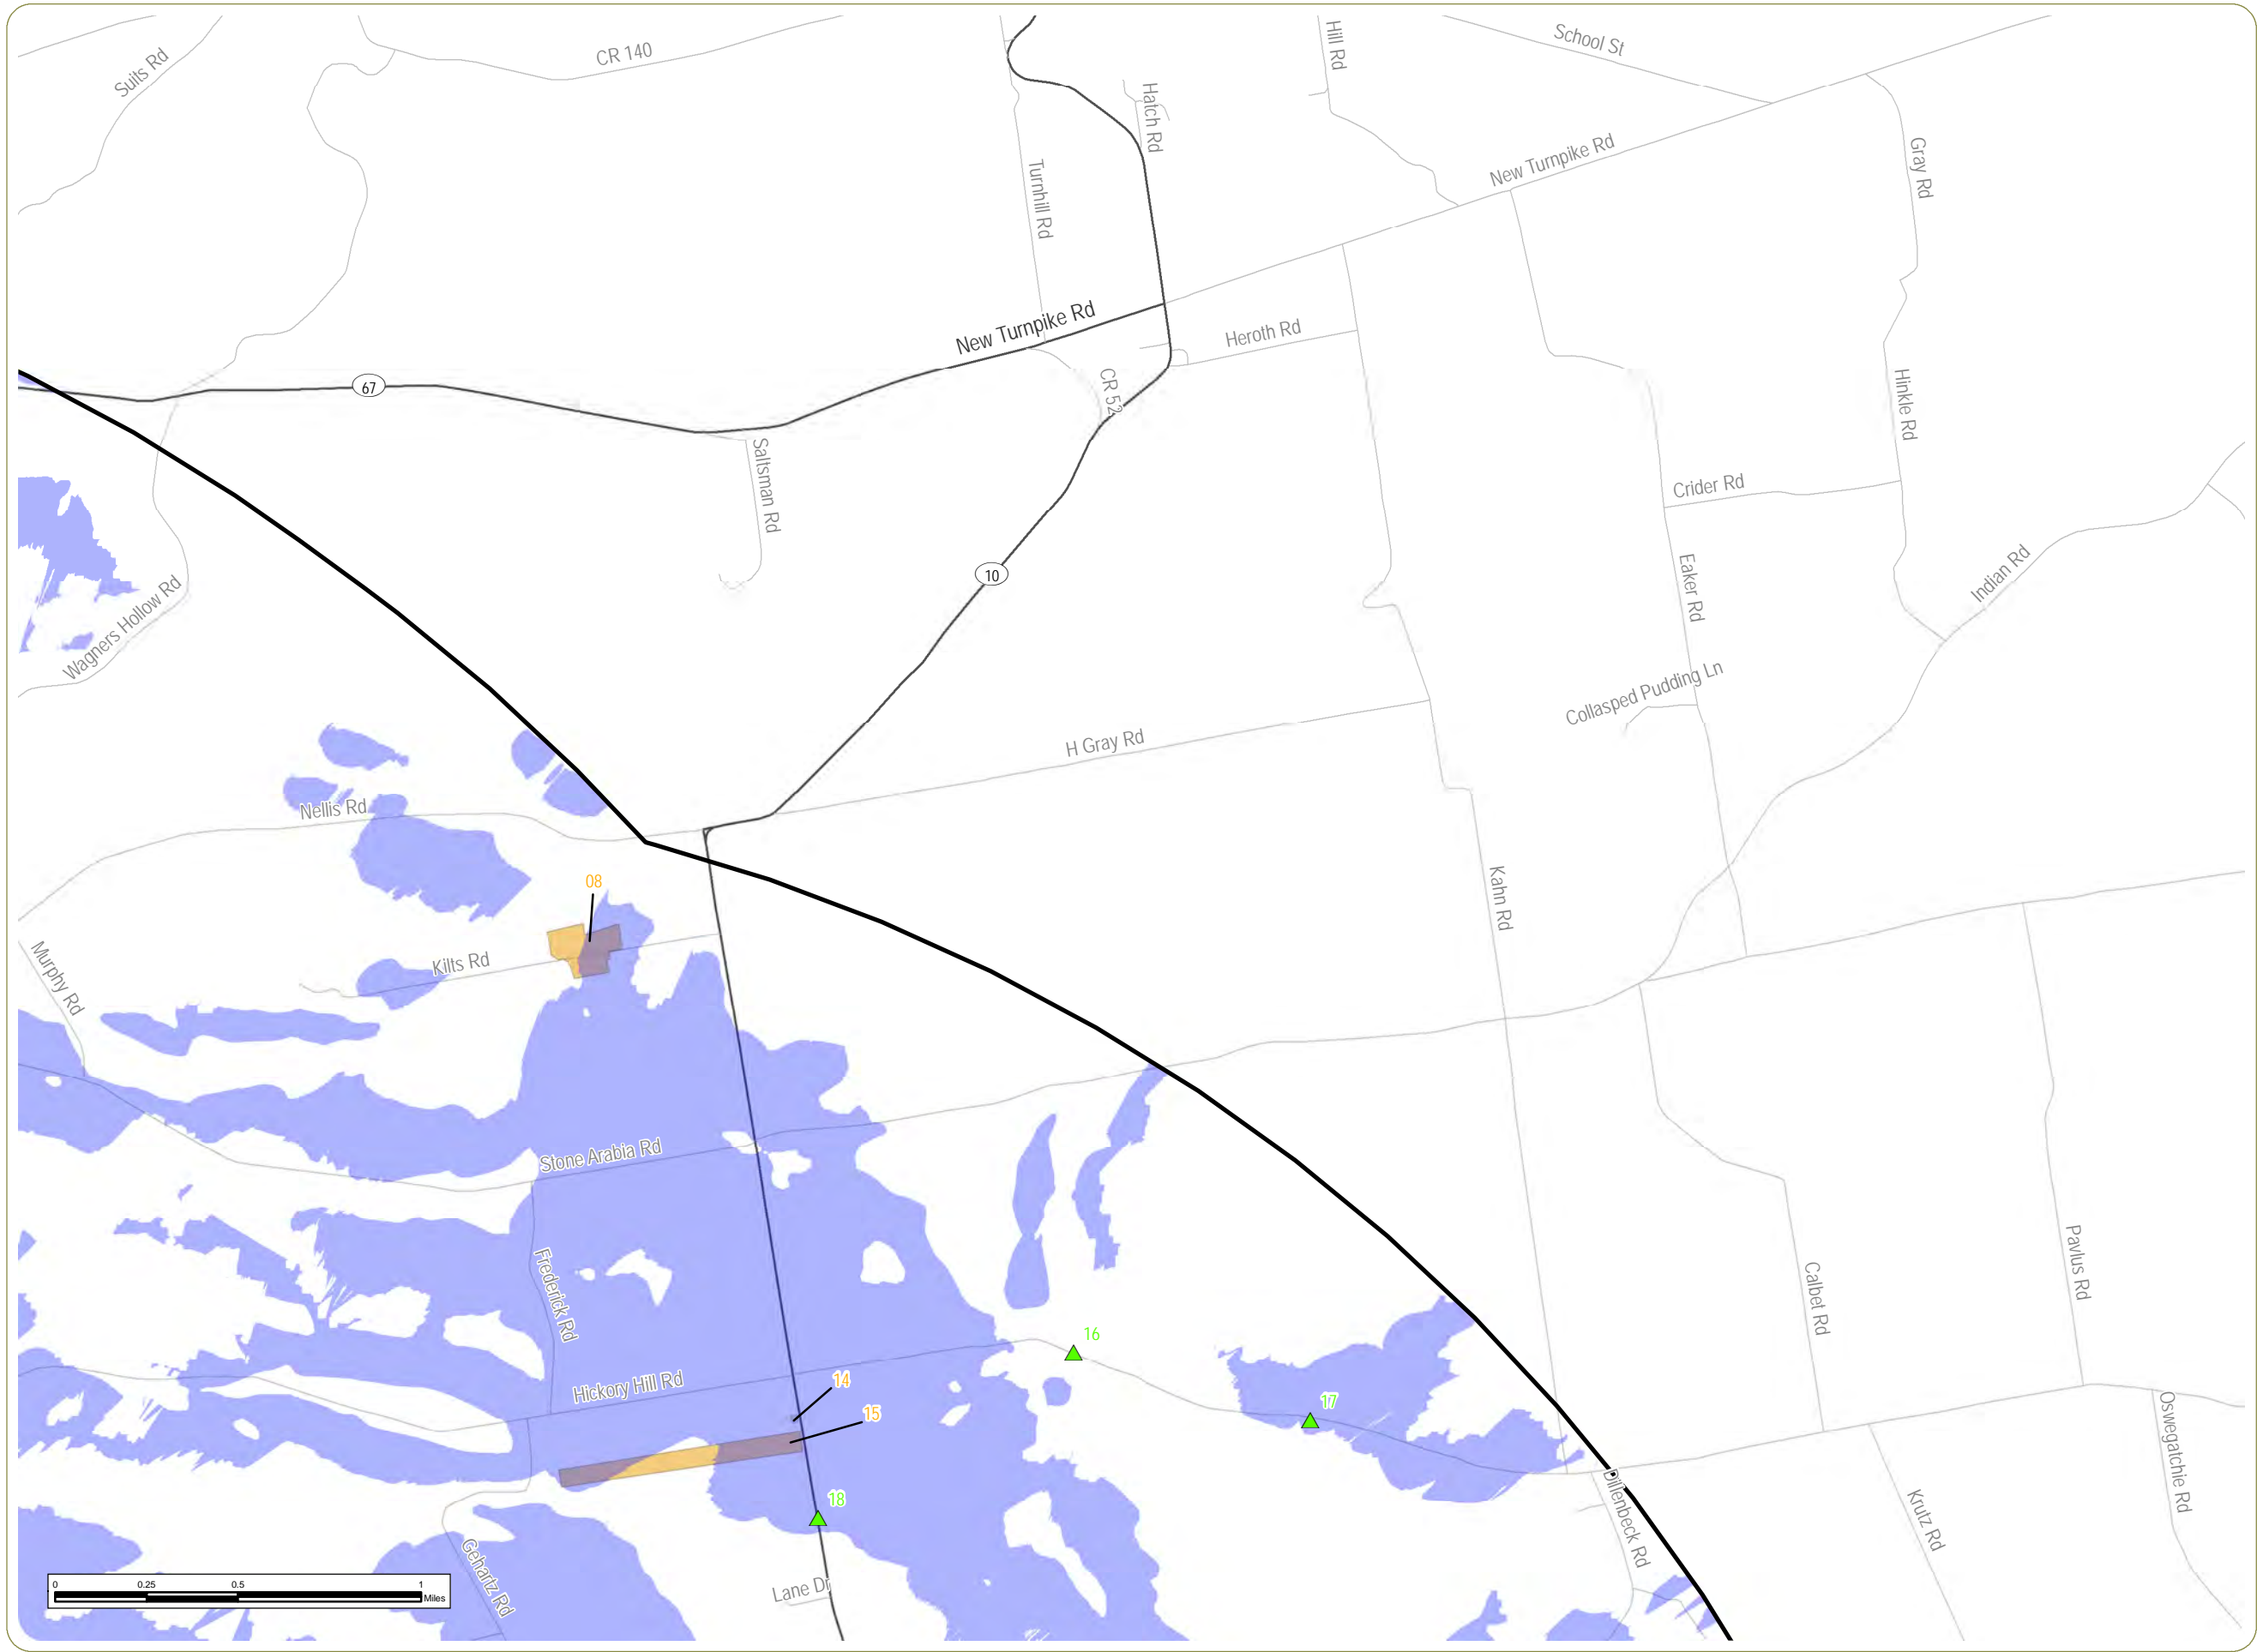 Suits Rd
CR 140
Hill Rd
School St
Hatch Rd
Turnhill Rd
New Turnpike Rd
Gray Rd
New Turnpike Rd
Heroth Rd
67
CR 52
Hinkle Rd
Saltsman Rd
Crider Rd
10
Eaker Rd
Indian Rd
Wagners Hollow Rd
Collasped Pudding Ln
H Gray Rd
Nellis Rd
08
Kahn Rd
Kilts Rd
Murphy Rd
Stone Arabia Rd
Pavlus Rd
Frederick Rd
Calbet Rd
16
Hickory Hill Rd
14
17
15
Oswegatchie Rd
18
Dillenbeck Rd
Krutz Rd
Gehartz Rd
Lane Dr
0 0.25 0.5 1
Miles